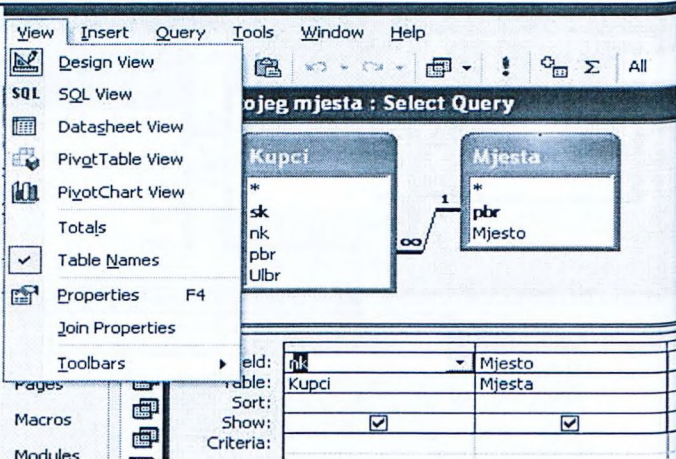 View Insert Query Tools Window Help
Design View
All
SQL SQL View
ojeg mjesta : Select Query
Datasheet View
PivotTable View
PivotChart View
Totals
Table Names
Properties F4
Join Properties
Toolbars
Kupci
*
sk
nk
pbr
Ulbr
∞
1
Mjesta
*
pbr
Mjesto
eld: nk Mjesto
Table: Kupci Mjesta
Sort:
Show:
Criteria:
Pages
Macros
Modules